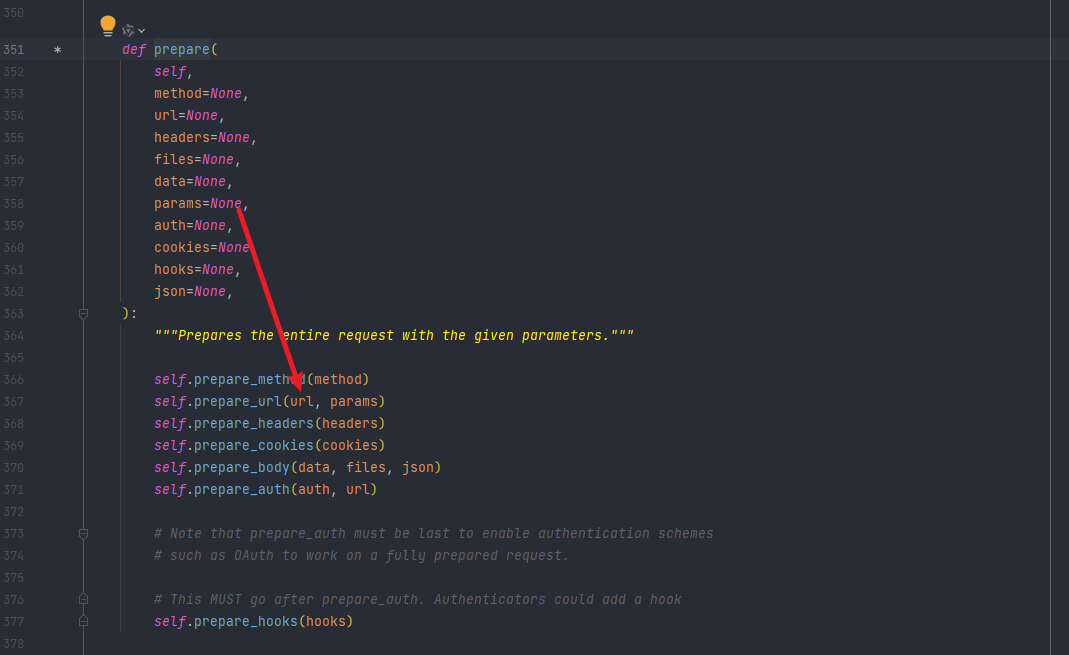 350
351 * def prepare(
352 self,
353 method=None,
354 url=None,
355 headers=None,
356 files=None,
357 data=None,
358 params=None,
359 auth=None,
360 cookies=None
361 hooks=None,
362 json=None,
363 ):
364 """Prepares the entire request with the given parameters."""
365
366 self.prepare_method(method)
367 self.prepare_url(url, params)
368 self.prepare_headers(headers)
369 self.prepare_cookies(cookies)
370 self.prepare_body(data, files, json)
371 self.prepare_auth(auth, url)
372
373 # Note that prepare_auth must be last to enable authentication schemes
374 # such as OAuth to work on a fully prepared request.
375
376 # This MUST go after prepare_auth. Authenticators could add a hook
377 self.prepare_hooks(hooks)
378